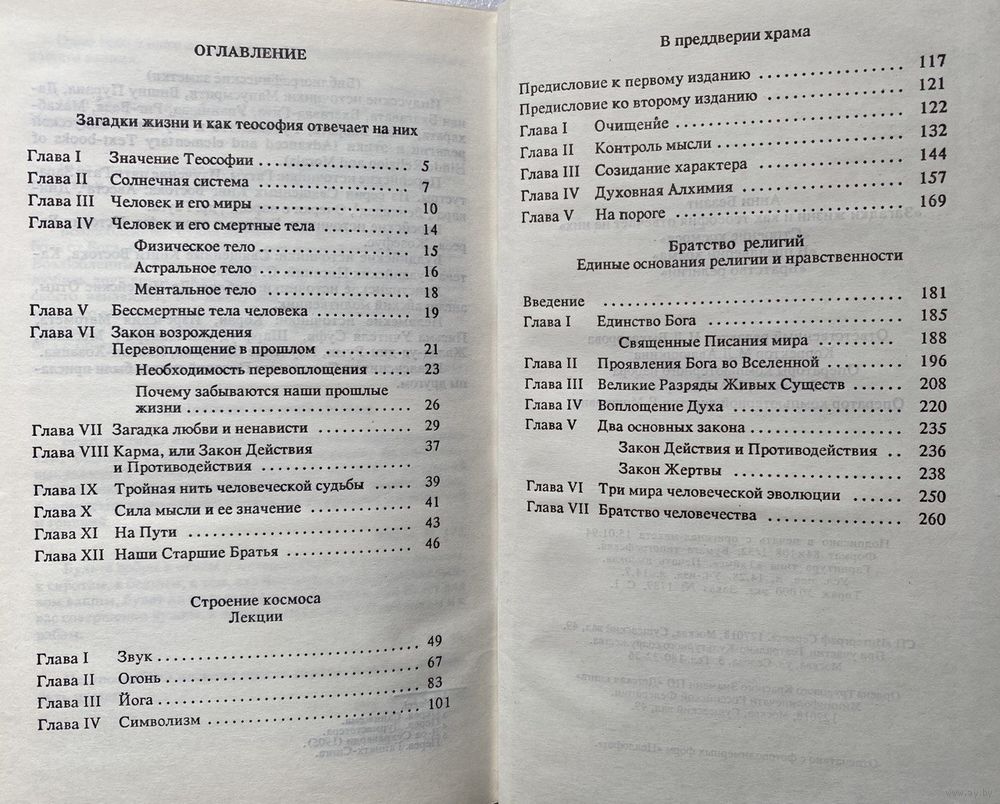 ОГЛАВЛЕНИЕ
Загадки жизни и как теософия отвечает на них
Глава I Значение Теософии . . . . . . . . . . . . . . . 5
Глава II Солнечная система . . . . . . . . . . . . . . . 7
Глава III Человек и его миры . . . . . . . . . . . . . . . 10
Глава IV Человек и его смертные тела . . . . . . . . 14
Физическое тело . . . . . . . . . . . . . . . 15
Астральное тело . . . . . . . . . . . . . . . 16
Ментальное тело . . . . . . . . . . . . . . . 18
Глава V Бессмертные тела человека . . . . . . . . . 19
Глава VI Закон возрождения
Перевоплощение в прошлом . . . . . . . . . 21
Необходимость перевоплощения . . . . 23
Почему забываются наши прошлые
жизни . . . . . . . . . . . . . . . . . . . . . . . 26
Глава VII Загадка любви и ненависти . . . . . . . . . 29
Глава VIII Карма, или Закон Действия 37
и Противодействия . . . . . . . . . . . . . . .
Глава IX Тройная нить человеческой судьбы . . . . . 39
Глава X Сила мысли и ее значение . . . . . . . . . . 41
Глава XI На Пути . . . . . . . . . . . . . . . . . . . . . . . 43
Глава XII Наши Старшие Братья . . . . . . . . . . . . . 46
Строение космоса
Лекции
Глава I Звук . . . . . . . . . . . . . . . . . . . . . . . . . . 49
Глава II Огонь . . . . . . . . . . . . . . . . . . . . . . . . . 67
Глава III Йога . . . . . . . . . . . . . . . . . . . . . . . . . . 83
Глава IV Символизм . . . . . . . . . . . . . . . . . . . . . 101
В преддверии храма
Предисловие к первому изданию . . . . . . . . . . . . . . . 117
Предисловие ко второму изданию . . . . . . . . . . . . . . 121
Глава I Очищение . . . . . . . . . . . . . . . . . . . . . . 122
Глава II Контроль мысли . . . . . . . . . . . . . . . . . . 132
Глава III Созидание характера . . . . . . . . . . . . . . . 144
Глава IV Духовная Алхимия . . . . . . . . . . . . . . . . 157
Глава V На пороге . . . . . . . . . . . . . . . . . . . . . . 169
Братство религий
Единые основания религии и нравственности
Введение . . . . . . . . . . . . . . . . . . . . . . . . . . 181
Глава I Единство Бога . . . . . . . . . . . . . . . . . . . . 185
Священные Писания мира . . . . . . . . 188
Глава II Проявления Бога во Вселенной . . . . . . . 196
Глава III Великие Разряды Живых Существ . . . . . 208
Глава IV Воплощение Духа . . . . . . . . . . . . . . . . . 220
Глава V Два основных закона . . . . . . . . . . . . . . . 235
Закон Действия и Противодействия . . 236
Закон Жертвы . . . . . . . . . . . . . . . . . 238
Глава VI Три мира человеческой эволюции . . . . . 250
Глава VII Братство человечества . . . . . . . . . . . . . 260
www.ay.by